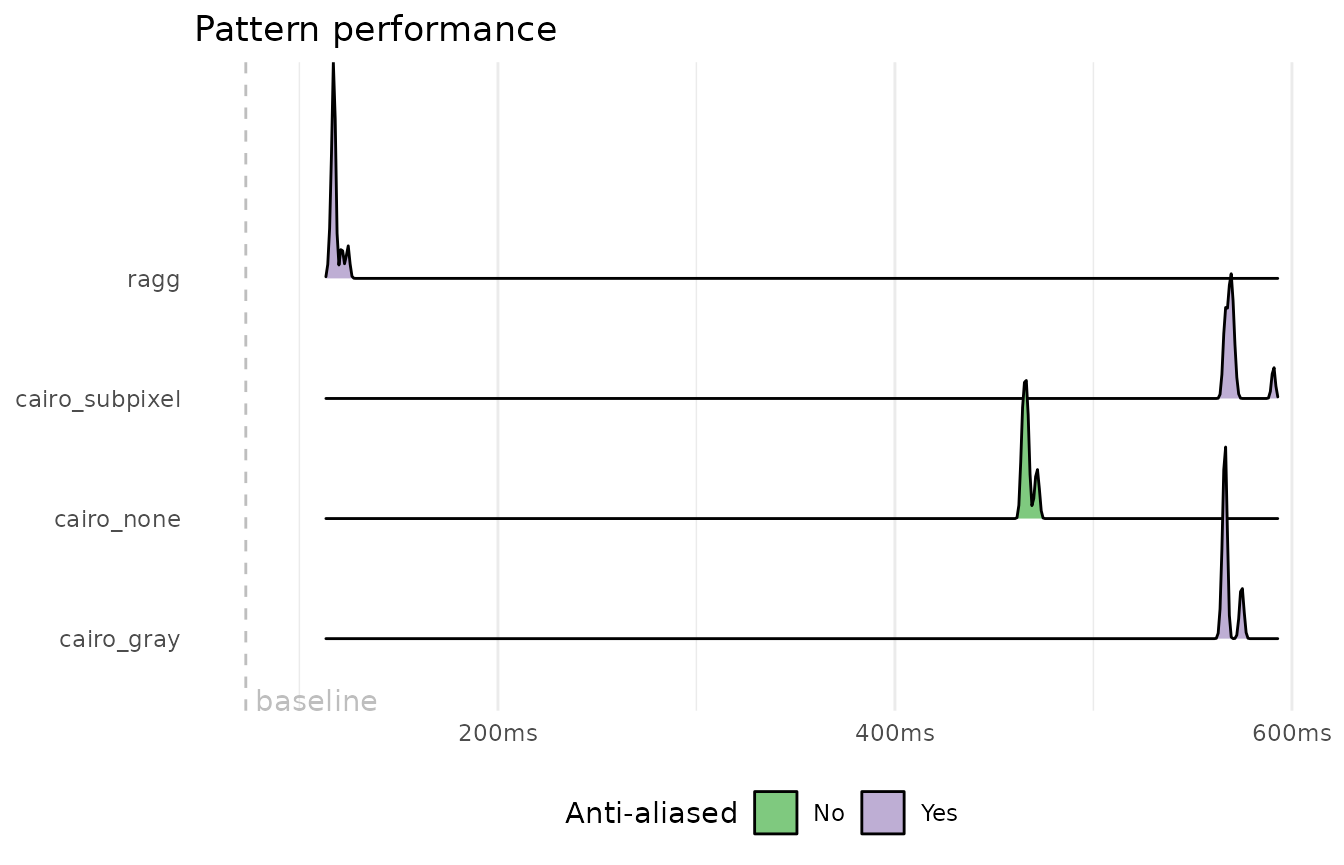 Pattern performance
ragg
cairo_subpixel
cairo_none
cairo_gray
baseline
200ms 400ms 600ms
Anti-aliased No Yes